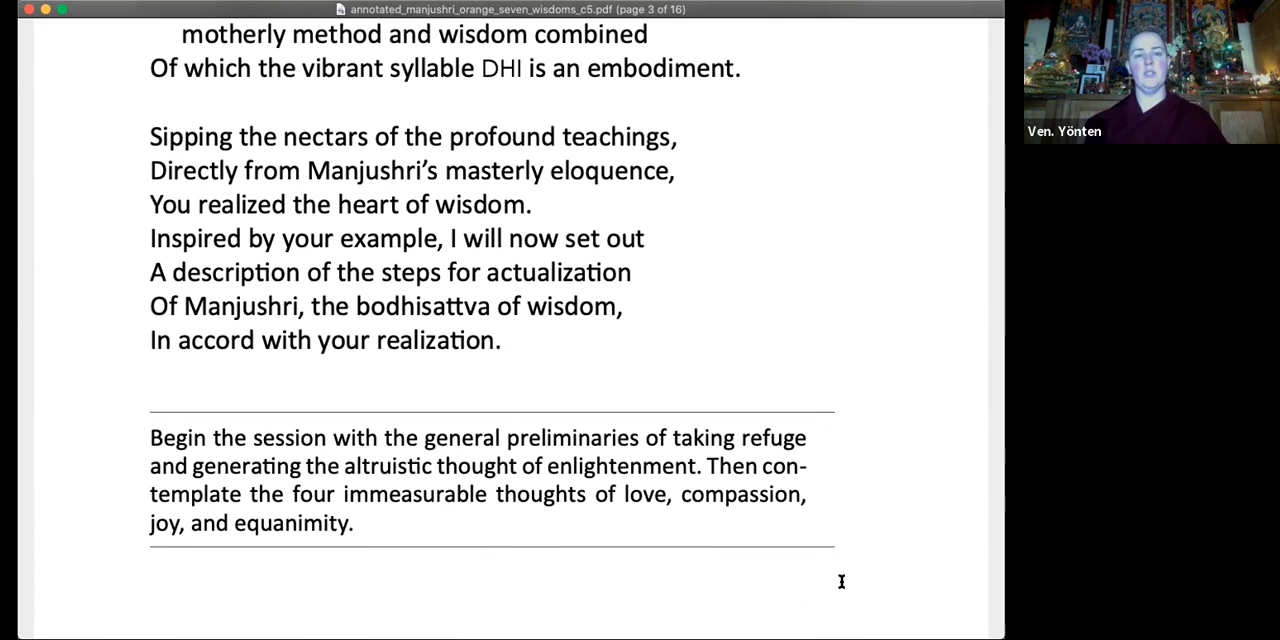 annotated_manjushri_orange_seven_wisdoms_c5.pdf (page 3 of 16)
motherly method and wisdom combined
Of which the vibrant syllable DHI is an embodiment.
Sipping the nectars of the profound teachings,
Directly from Manjushri’s masterly eloquence,
You realized the heart of wisdom.
Inspired by your example, I will now set out
A description of the steps for actualization
Of Manjushri, the bodhisattva of wisdom,
In accord with your realization.
Begin the session with the general preliminaries of taking refuge
and generating the altruistic thought of enlightenment. Then con-
template the four immeasurable thoughts of love, compassion,
joy, and equanimity.
Ven. Yönten